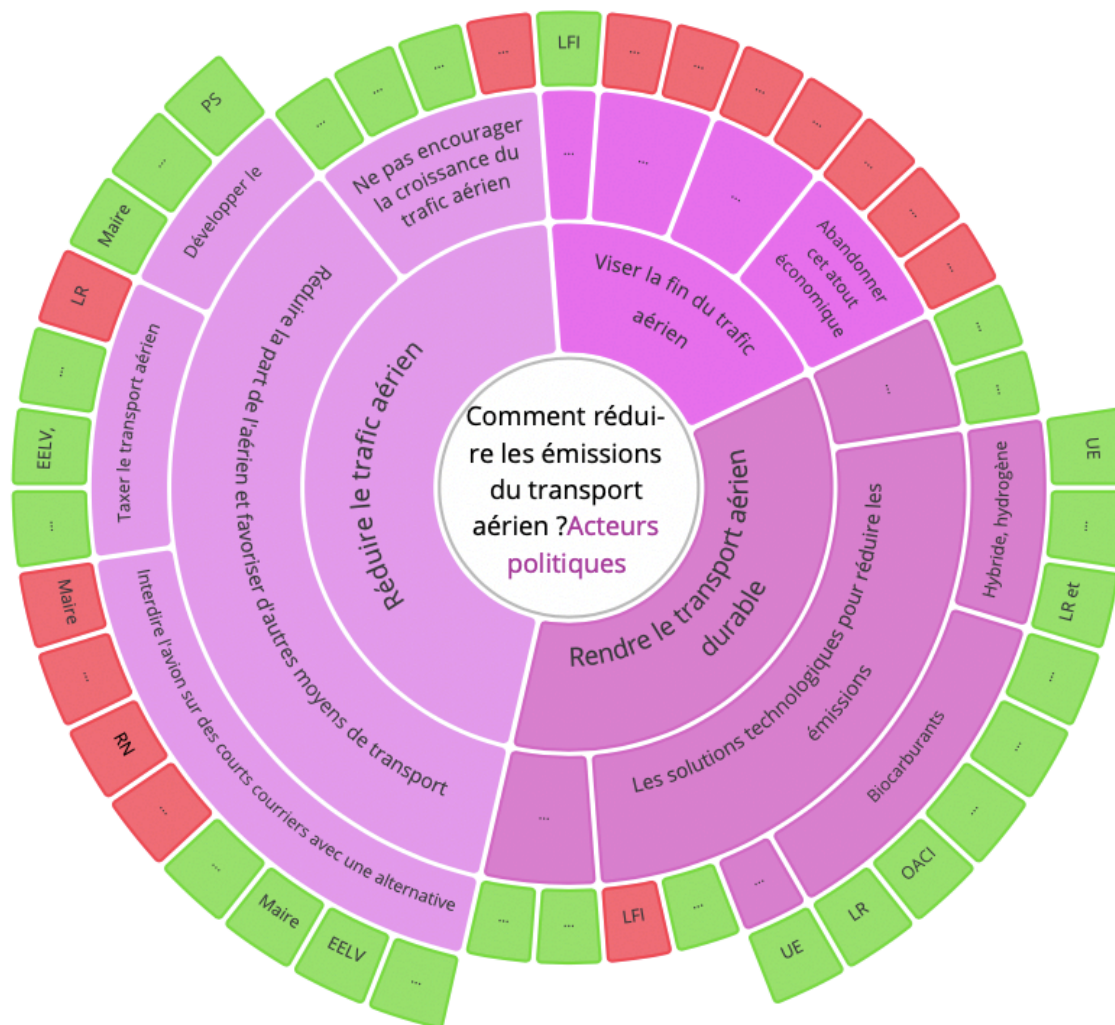 Comment rédui-
re les émissions
du transport
aérien ?Acteurs
politiques
Viser la fin du trafic
aérien
...
...
...
Abandonner
cet atout
économique
LFI
...
...
...
...
...
...
...
Rendre le transport aérien
durable
...
...
...
Les solutions technologiques pour réduire les
émissions
Hybride, hydrogène
UE
...
LR et
Biocarburants
...
...
...
OACI
LR
...
UE
...
LFI
...
...
...
Réduire le trafic aérien
Réduire la part de l'aérien et favoriser d'autres moyens de transport
Interdire l'avion sur des courts courriers avec une alternative
...
EELV
Maire
...
...
RN
...
Maire
Taxer le transport aérien
...
EELV,
...
LR
Développer le
Maire
...
PS
Ne pas encourager
la croissance du
trafic aérien
...
...
...
...